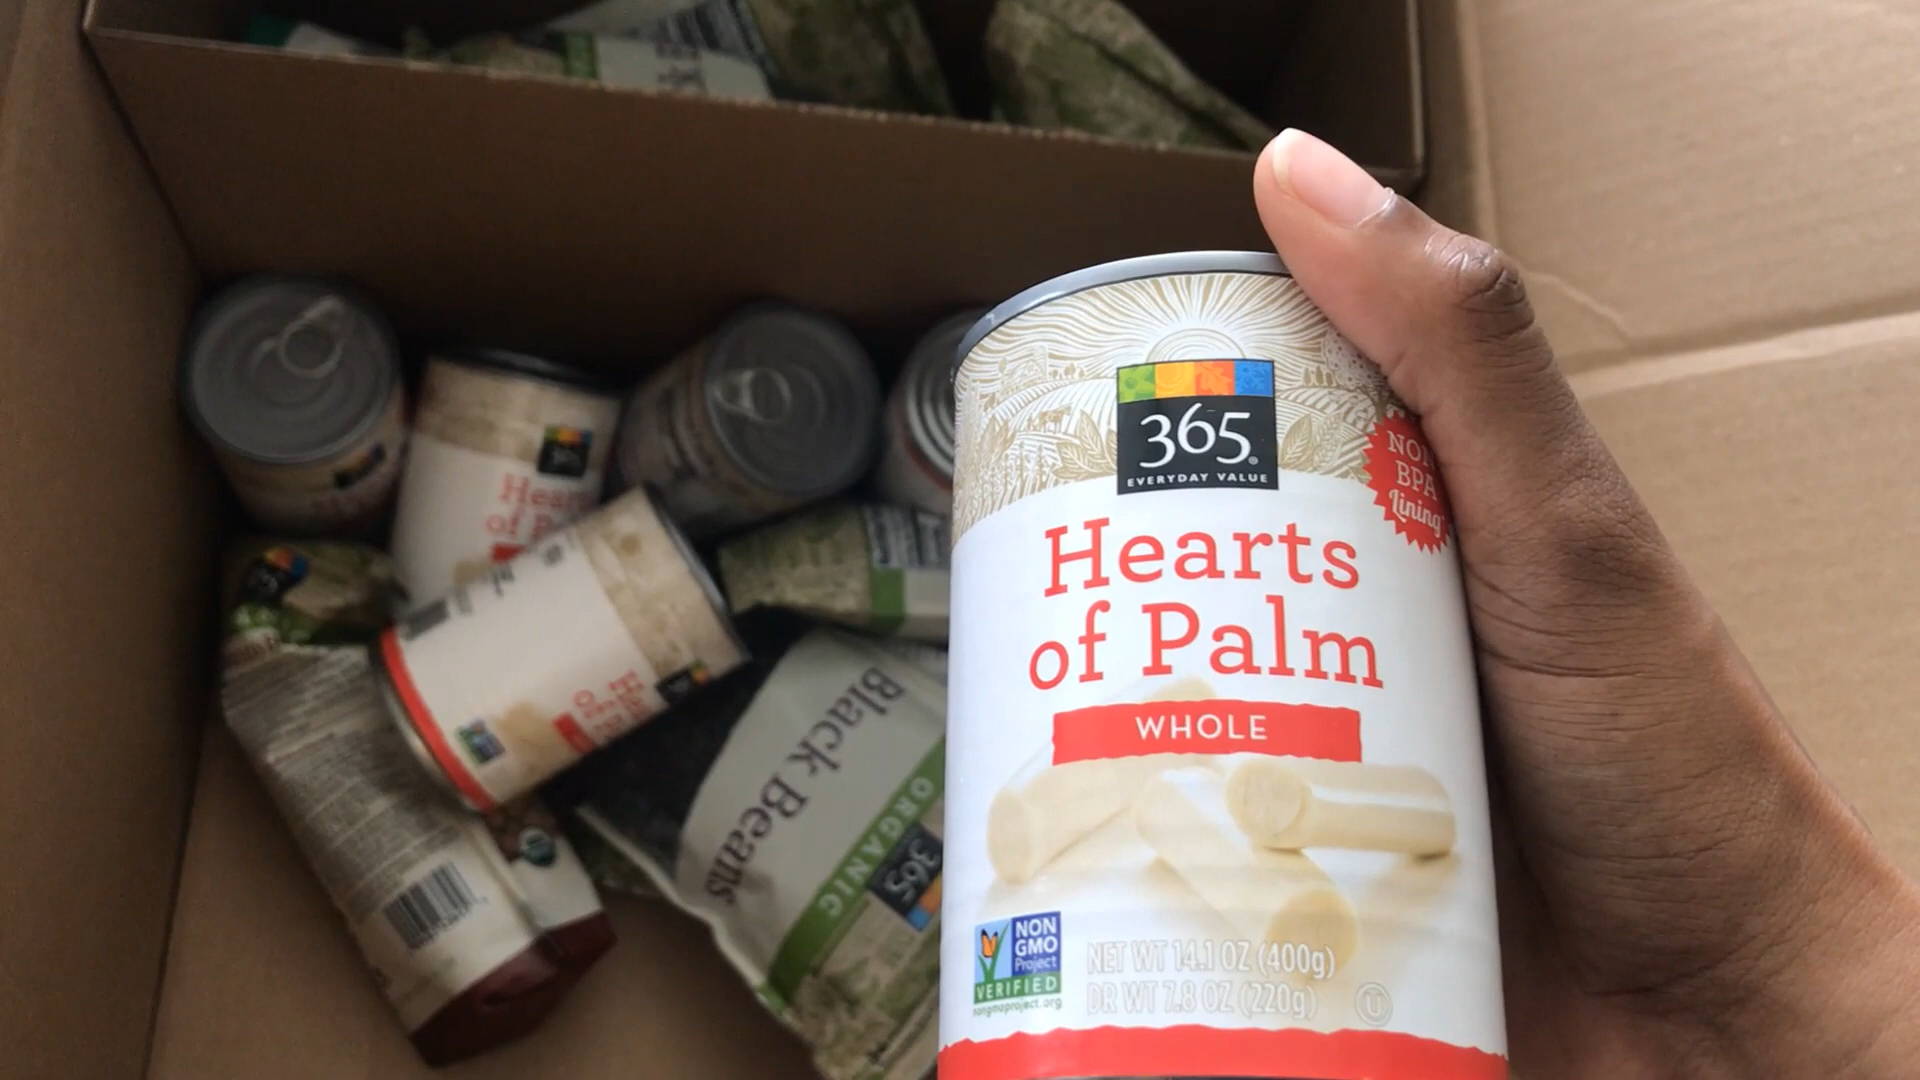 365
EVERYDAY VALUE
NON
BPA
Lining
Hearts
of Palm
WHOLE
NON
GMO
Project
VERIFIED
nongmoproject.org
NET WT 14.1 OZ (400g)
DR WT 7.8 OZ (220g)
U
Black Beans
ORGANIC
365